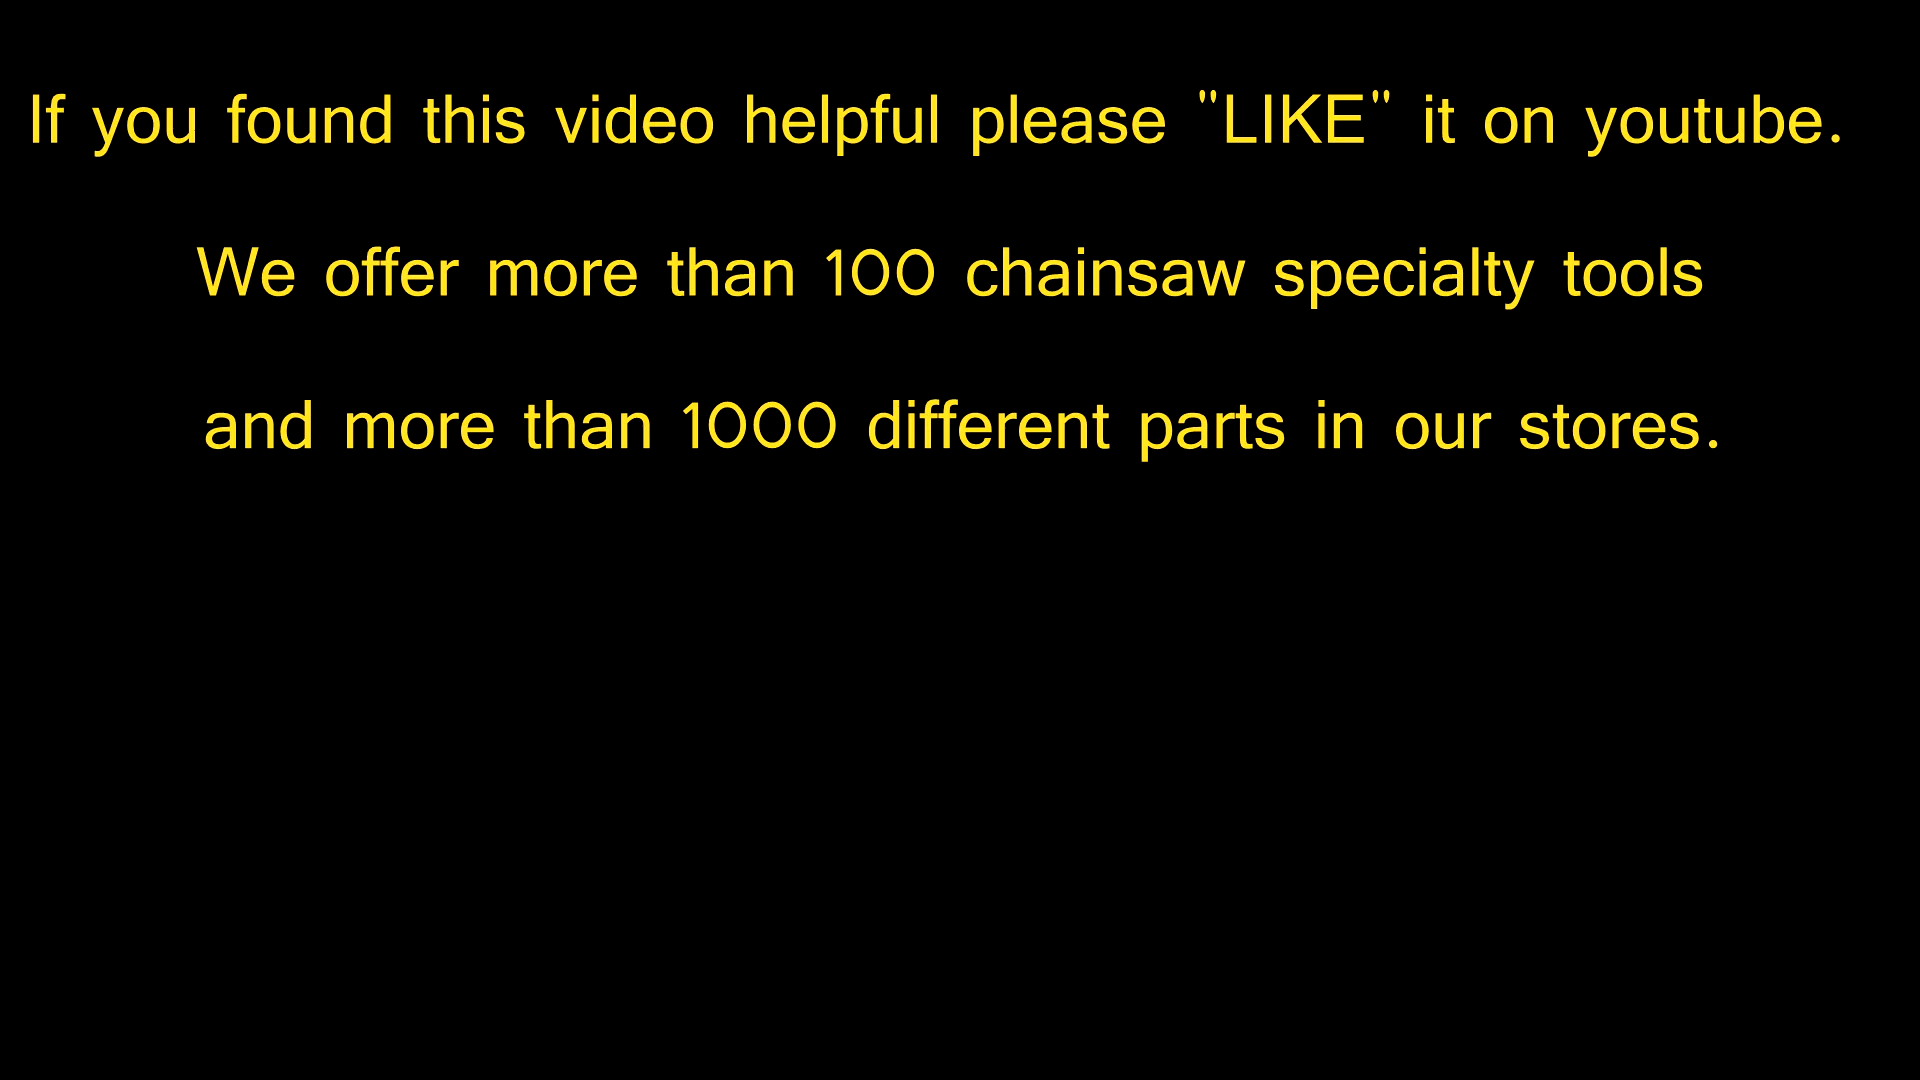 If you found this video helpful please "LIKE" it on youtube.
We offer more than 100 chainsaw specialty tools
and more than 1000 different parts in our stores.